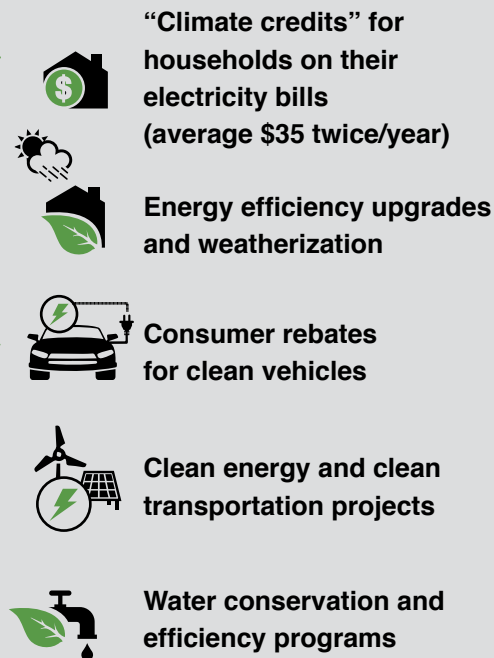 “Climate credits” for
households on their
electricity bills
(average $35 twice/year)
Energy efficiency upgrades
and weatherization
Consumer rebates
for clean vehicles
Clean energy and clean
transportation projects
Water conservation and
efficiency programs